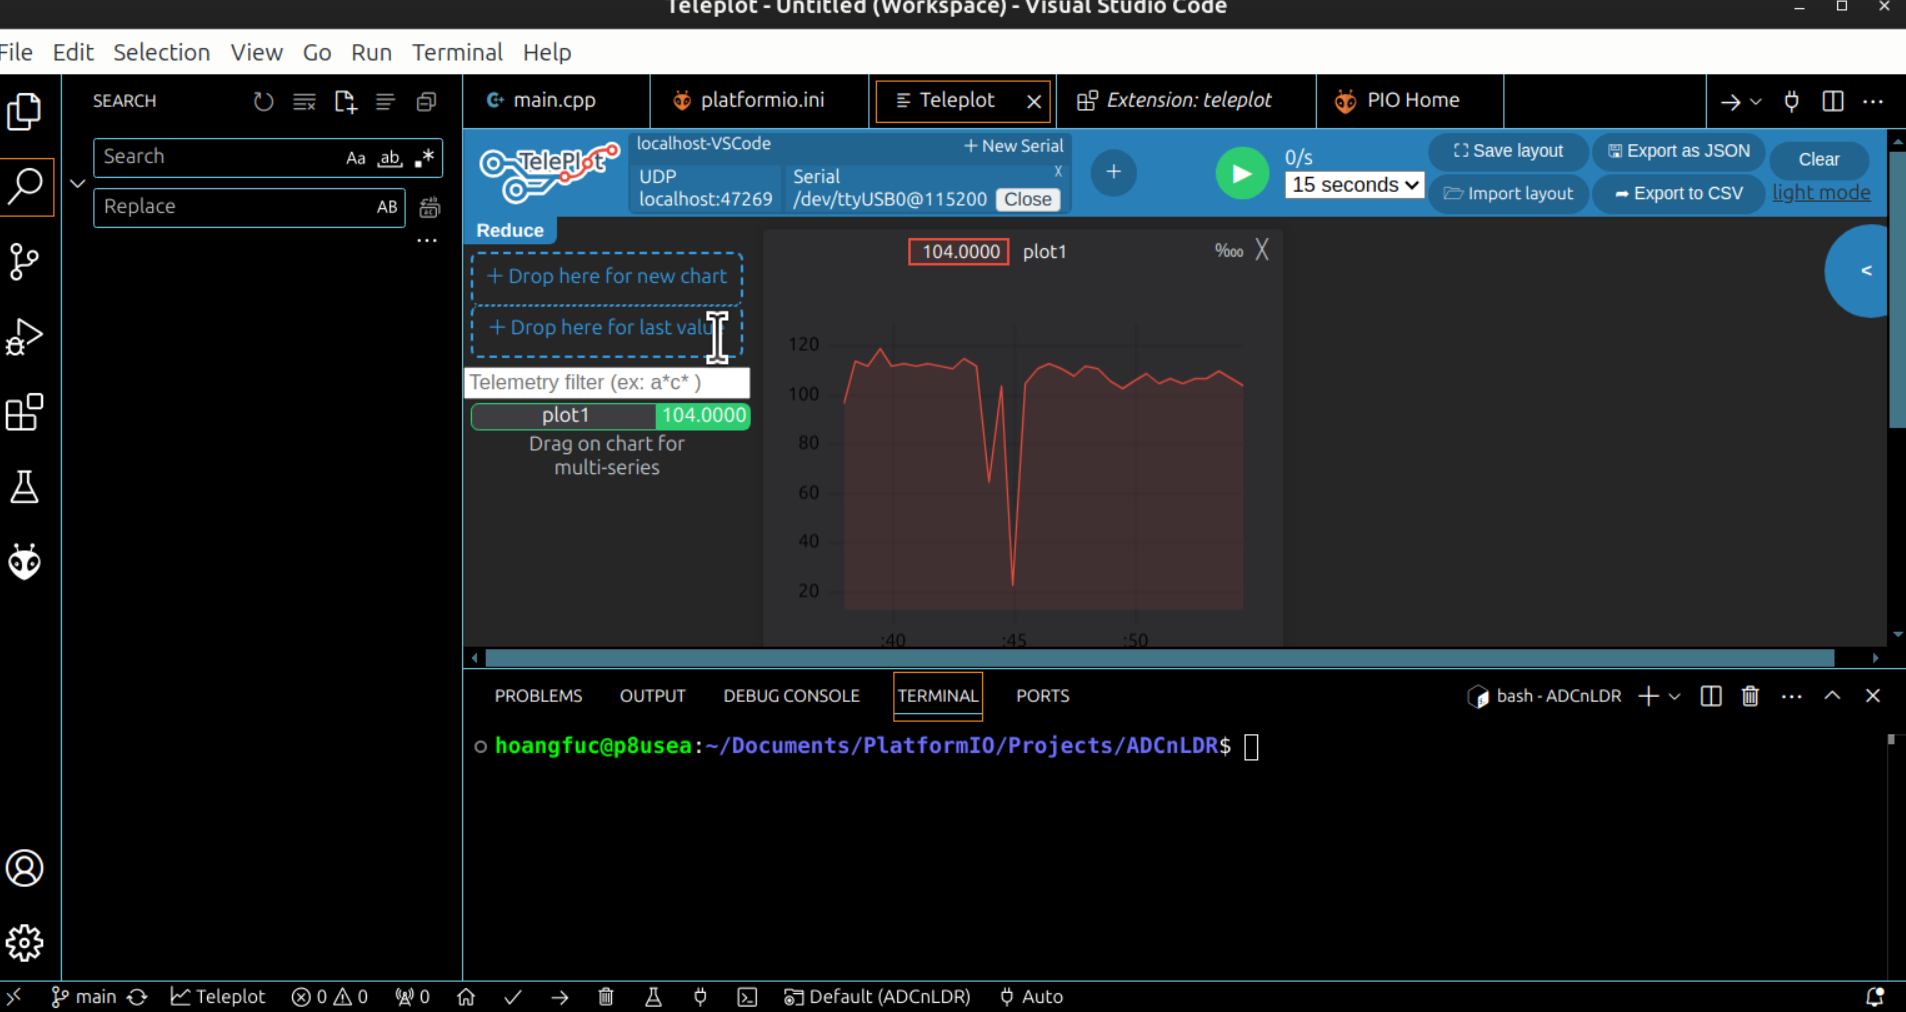 Teleplot - Untitled (Workspace) - Visual Studio Code
File Edit Selection View Go Run Terminal Help
SEARCH
Search Aa ab
Replace AB
main.cpp platformio.ini Teleplot Extension: teleplot PIO Home
TelePlot
localhost-VSCode + New Serial
UDP
localhost:47269
Serial X
/dev/ttyUSB0@115200 Close
+
0/s
15 seconds
Save layout
Import layout
Export as JSON
Export to CSV
Clear
light mode
Reduce
+ Drop here for new chart
+ Drop here for last value
Telemetry filter (ex: a*c* )
plot1 104.0000
Drag on chart for
multi-series
104.0000 plot1 X
<
120
100
80
60
40
20
:40 :45 :50
PROBLEMS OUTPUT DEBUG CONSOLE TERMINAL PORTS
bash - ADCnLDR
hoangfuc@p8usea:~/Documents/PlatformIO/Projects/ADCnLDR$
main Teleplot 0 0 0 Default (ADCnLDR) Auto